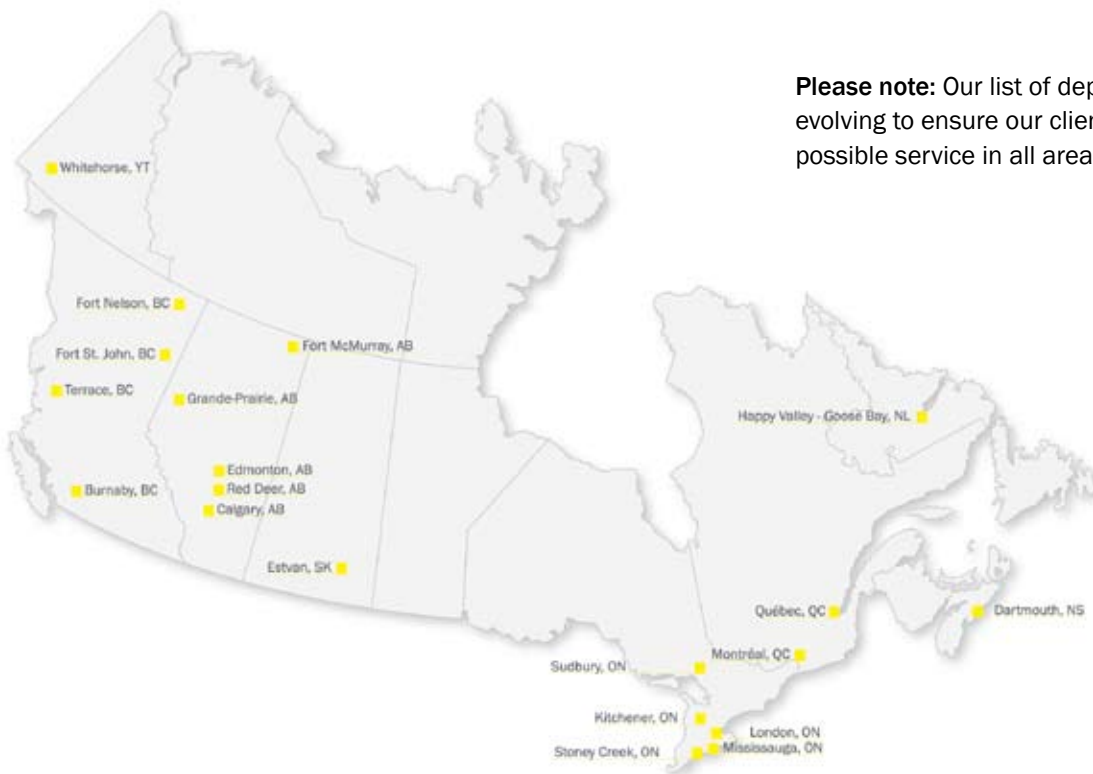 Please note: Our list of dep
evolving to ensure our clien
possible service in all area
Whitehorse, YT
Fort Nelson, BC
Fort McMurray, AB
Fort St. John, BC
Terrace, BC
Grande-Prairie, AB
Happy Valley - Goose Bay, NL
Edmonton, AB
Burnaby, BC
Red Deer, AB
Calgary, AB
Estvan, SK
Québec, QC
Dartmouth, NS
Montréal, QC
Sudbury, ON
Kitchener, ON
London, ON
Mississauga, ON
Stoney Creek, ON